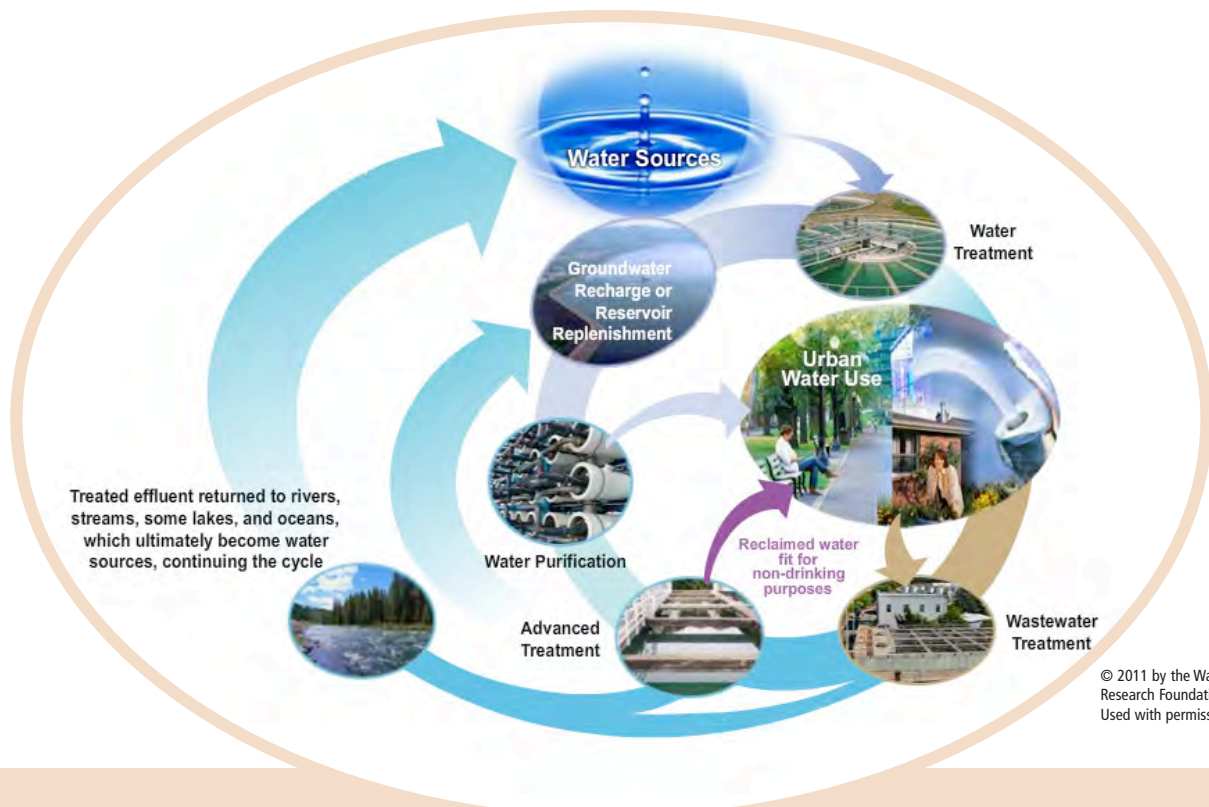 Water Sources
Water
Treatment
Groundwater
Recharge or
Reservoir
Replenishment
Urban
Water Use
Treated effluent returned to rivers,
streams, some lakes, and oceans,
which ultimately become water
sources, continuing the cycle
Water Purification
Reclaimed water
fit for
non-drinking
purposes
Advanced
Treatment
Wastewater
Treatment
© 2011 by the Wa
Research Foundati
Used with permiss